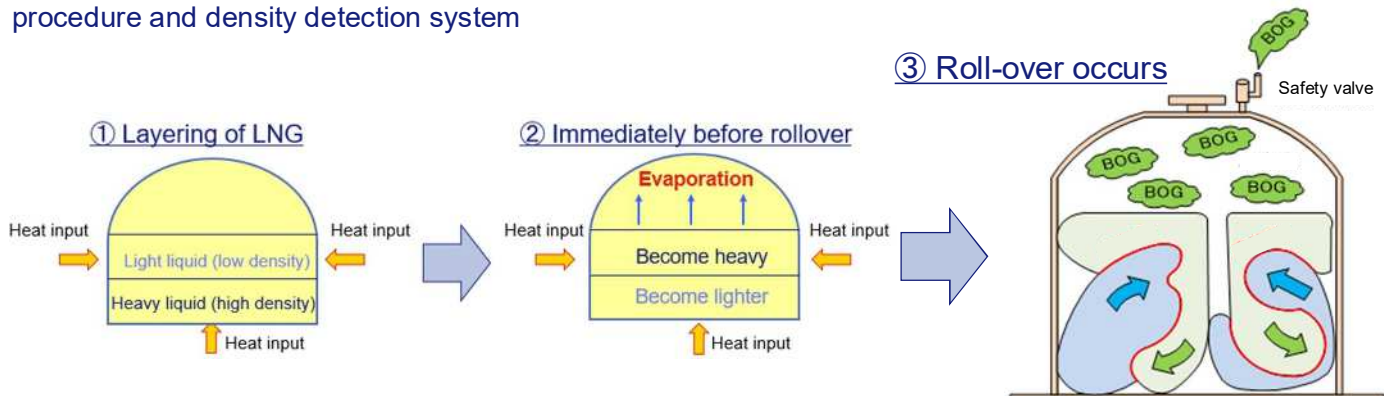 procedure and density detection system
③ Roll-over occurs
BOG
Safety valve
① Layering of LNG
② Immediately before rollover
BOG
BOG
BOG
BOG
Evaporation
Heat input
Heat input
Heat input
Heat input
Light liquid (low density)
Become heavy
Heavy liquid (high density)
Become lighter
Heat input
Heat input